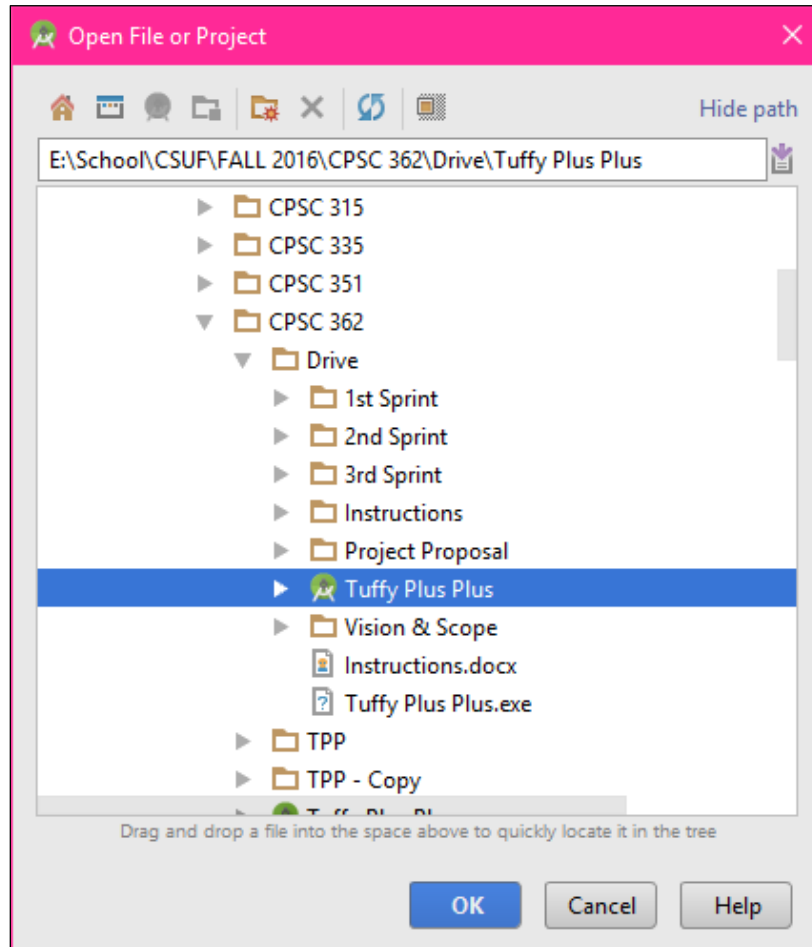 Open File or Project
Hide path
E:\School\CSUF\FALL 2016\CPSC 362\Drive\Tuffy Plus Plus
CPSC 315
CPSC 335
CPSC 351
CPSC 362
Drive
1st Sprint
2nd Sprint
3rd Sprint
Instructions
Project Proposal
Tuffy Plus Plus
Vision & Scope
Instructions.docx
Tuffy Plus Plus.exe
TPP
TPP - Copy
Drag and drop a file into the space above to quickly locate it in the tree
OK Cancel Help